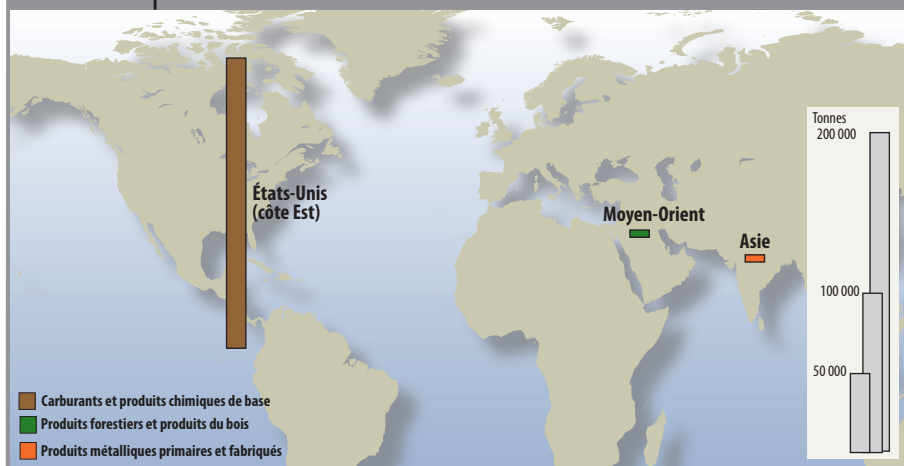 États-Unis
(côte Est)
Moyen-Orient
Asie
Tonnes
200 000
100 000
50 000
Carburants et produits chimiques de base
Produits forestiers et produits du bois
Produits métalliques primaires et fabriqués